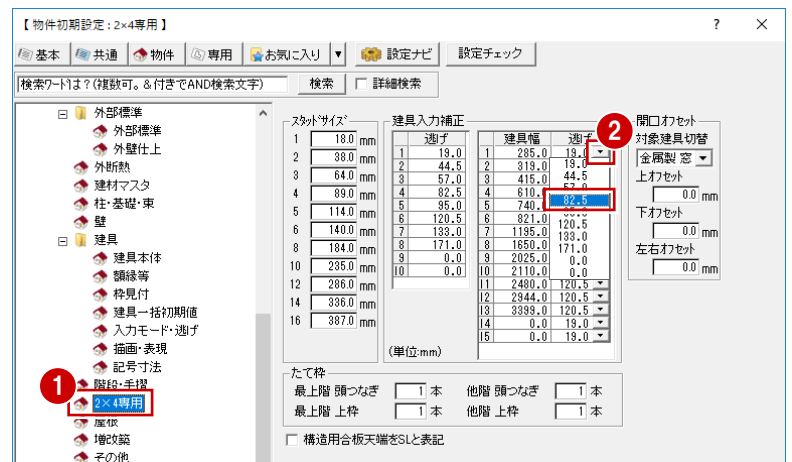 【 物件初期設定 : 2×4専用 】 ? ×
基本 共通 物件 専用 お気に入り ▼ 設定ナビ 設定チェック
検索ワードは？(複数可。＆付きでAND検索文字) 検索 詳細検索
外部標準
外部標準
外壁仕上
外断熱
建材マスタ
柱･基礎･束
壁
建具
建具本体
額縁等
枠見付
建具一括初期値
入力モード･逃げ
描画･表現
記号寸法
階段･手摺
1
2×4専用
屋根
増改築
その他
スタッドサイズ
1 18.0 mm
2 38.0 mm
3 64.0 mm
4 89.0 mm
5 114.0 mm
6 140.0 mm
8 184.0 mm
10 235.0 mm
12 286.0 mm
14 336.0 mm
16 387.0 mm
建具入力補正
逃げ
1 19.0
2 44.5
3 57.0
4 82.5
5 95.0
6 120.5
7 133.0
8 171.0
9 0.0
10 0.0
(単位:mm)
建具幅 逃げ
2
1 285.0 19.0
2 319.0 19.0
3 415.0 44.5
4 610.
5 740. 82.5
6 821.0
7 1195.0 120.5
8 1650.0 133.0
9 2025.0 171.0
10 2110.0 0.0
0.0
11 2480.0 120.5
12 2944.0 120.5
13 3399.0 120.5
14 0.0 19.0
15 0.0 19.0
開口オフセット
対象建具切替
金属製 窓
上オフセット
0.0 mm
下オフセット
0.0 mm
左右オフセット
0.0 mm
たて枠
最上階 頭つなぎ 1 本 他階 頭つなぎ 1 本
最上階 上枠 1 本 他階 上枠 1 本
構造用合板天端をSLと表記